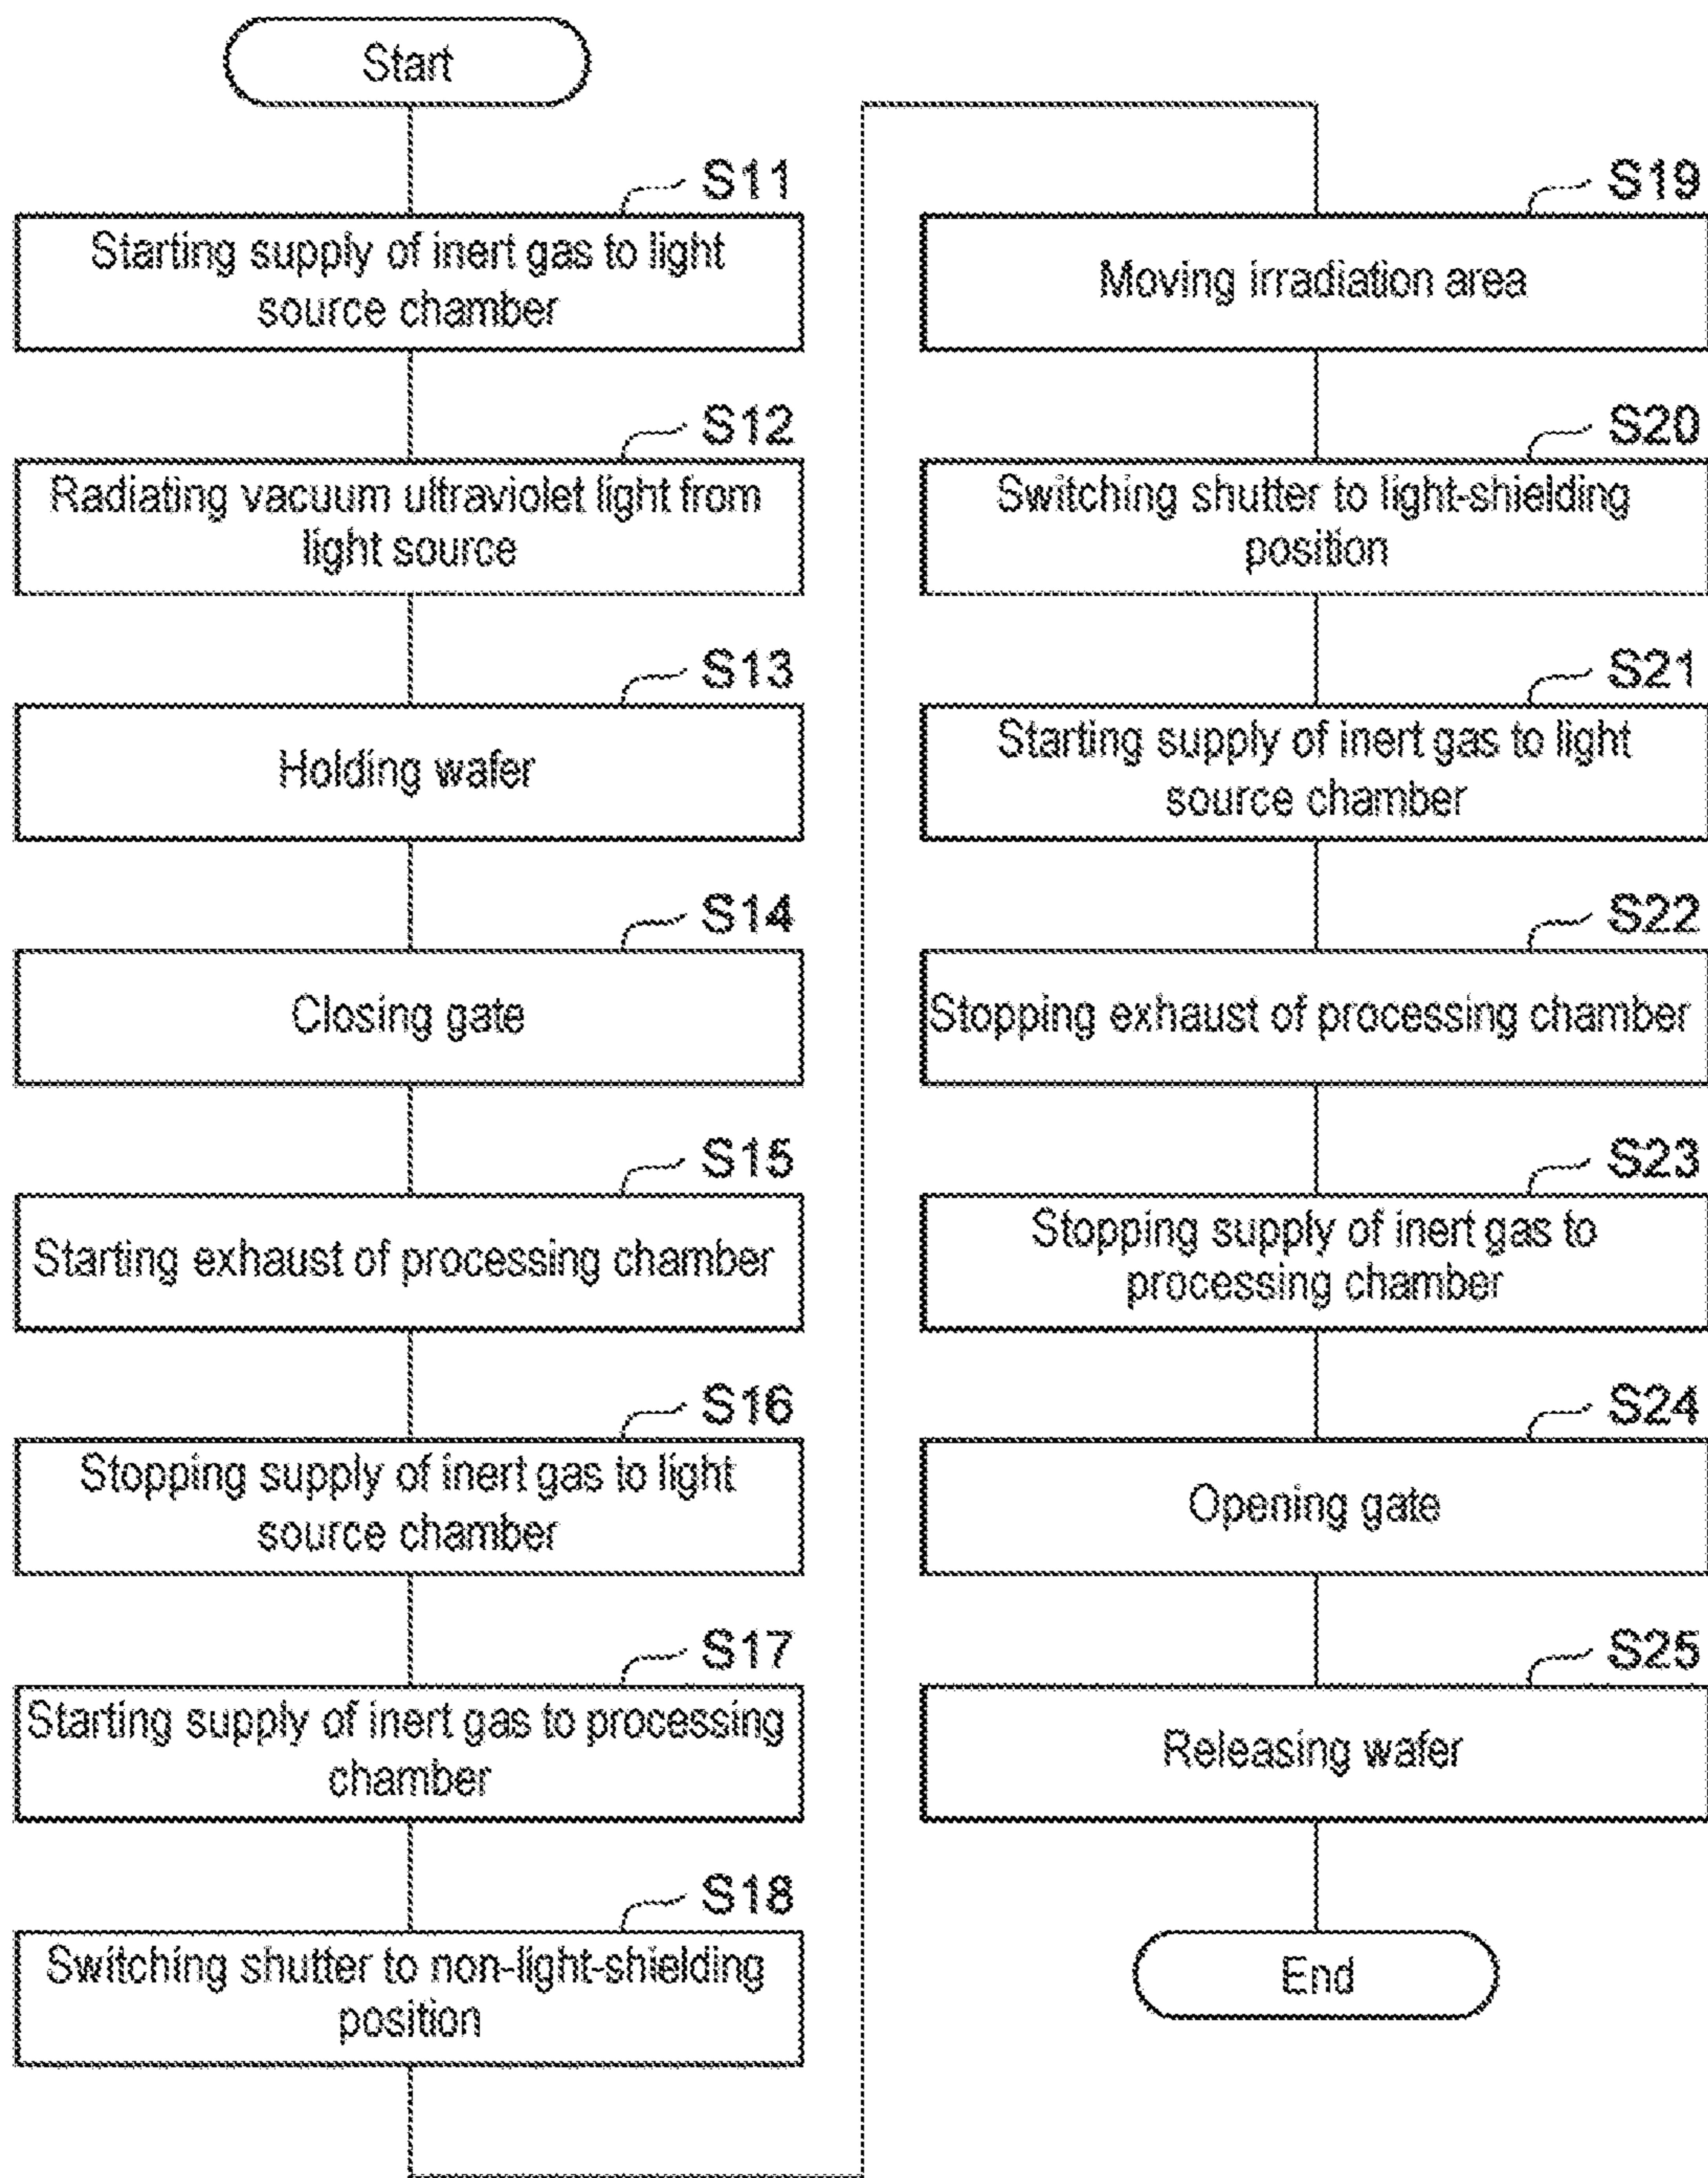 Start
S11
Starting supply of inert gas to light
source chamber
S12
Radiating vacuum ultraviolet light from
light source
S13
Holding wafer
S14
Closing gate
S15
Starting exhaust of processing chamber
S16
Stopping supply of inert gas to light
source chamber
S17
Starting supply of inert gas to processing
chamber
S18
Switching shutter to non-light-shielding
position
S19
Moving irradiation area
S20
Switching shutter to light-shielding
position
S21
Starting supply of inert gas to light
source chamber
S22
Stopping exhaust of processing chamber
S23
Stopping supply of inert gas to
processing chamber
S24
Opening gate
S25
Releasing wafer
End